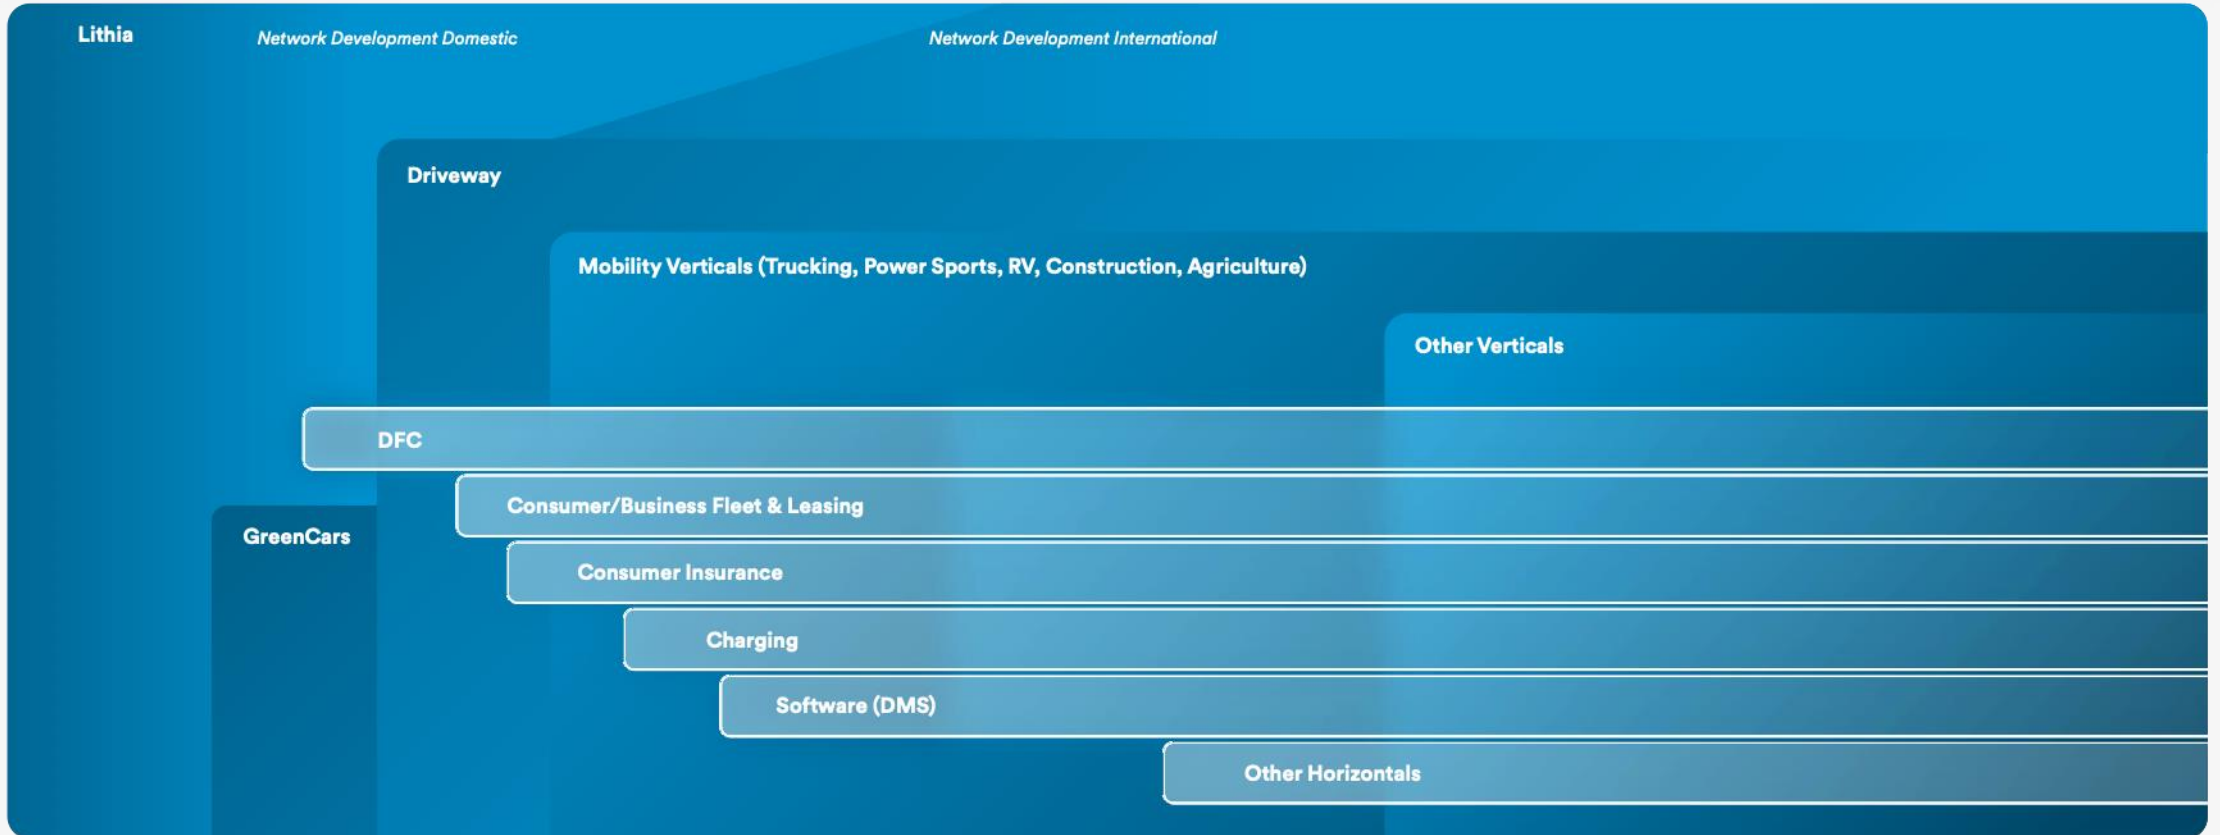 Lithia
Network Development Domestic
Network Development International
Driveway
Mobility Verticals (Trucking, Power Sports, RV, Construction, Agriculture)
Other Verticals
DFC
Consumer/Business Fleet & Leasing
GreenCars
Consumer Insurance
Charging
Software (DMS)
Other Horizontals